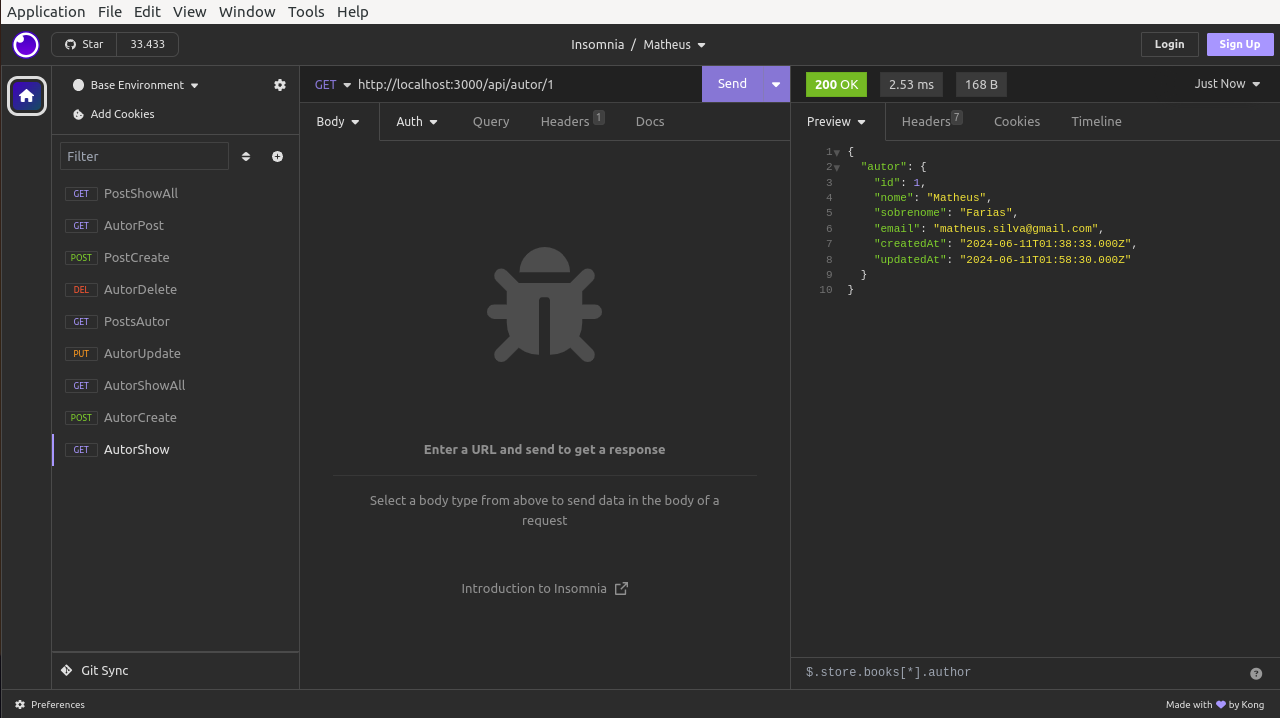 Application File Edit View Window Tools Help
Star 33.433
Insomnia / Matheus
Login Sign Up
Base Environment
Add Cookies
Filter
GET PostShowAll
GET AutorPost
POST PostCreate
DEL AutorDelete
GET PostsAutor
PUT AutorUpdate
GET AutorShowAll
POST AutorCreate
GET AutorShow
Git Sync
GET http://localhost:3000/api/autor/1 Send
Body Auth Query Headers 1 Docs
Enter a URL and send to get a response
Select a body type from above to send data in the body of a
request
Introduction to Insomnia
200 OK 2.53 ms 168 B Just Now
Preview Headers 7 Cookies Timeline
1 {
2 "autor": {
3 "id": 1,
4 "nome": "Matheus",
5 "sobrenome": "Farias",
6 "email": "matheus.silva@gmail.com",
7 "createdAt": "2024-06-11T01:38:33.000Z",
8 "updatedAt": "2024-06-11T01:58:30.000Z"
9 }
10 }
$.store.books[*].author
?
Preferences
Made with 💜 by Kong